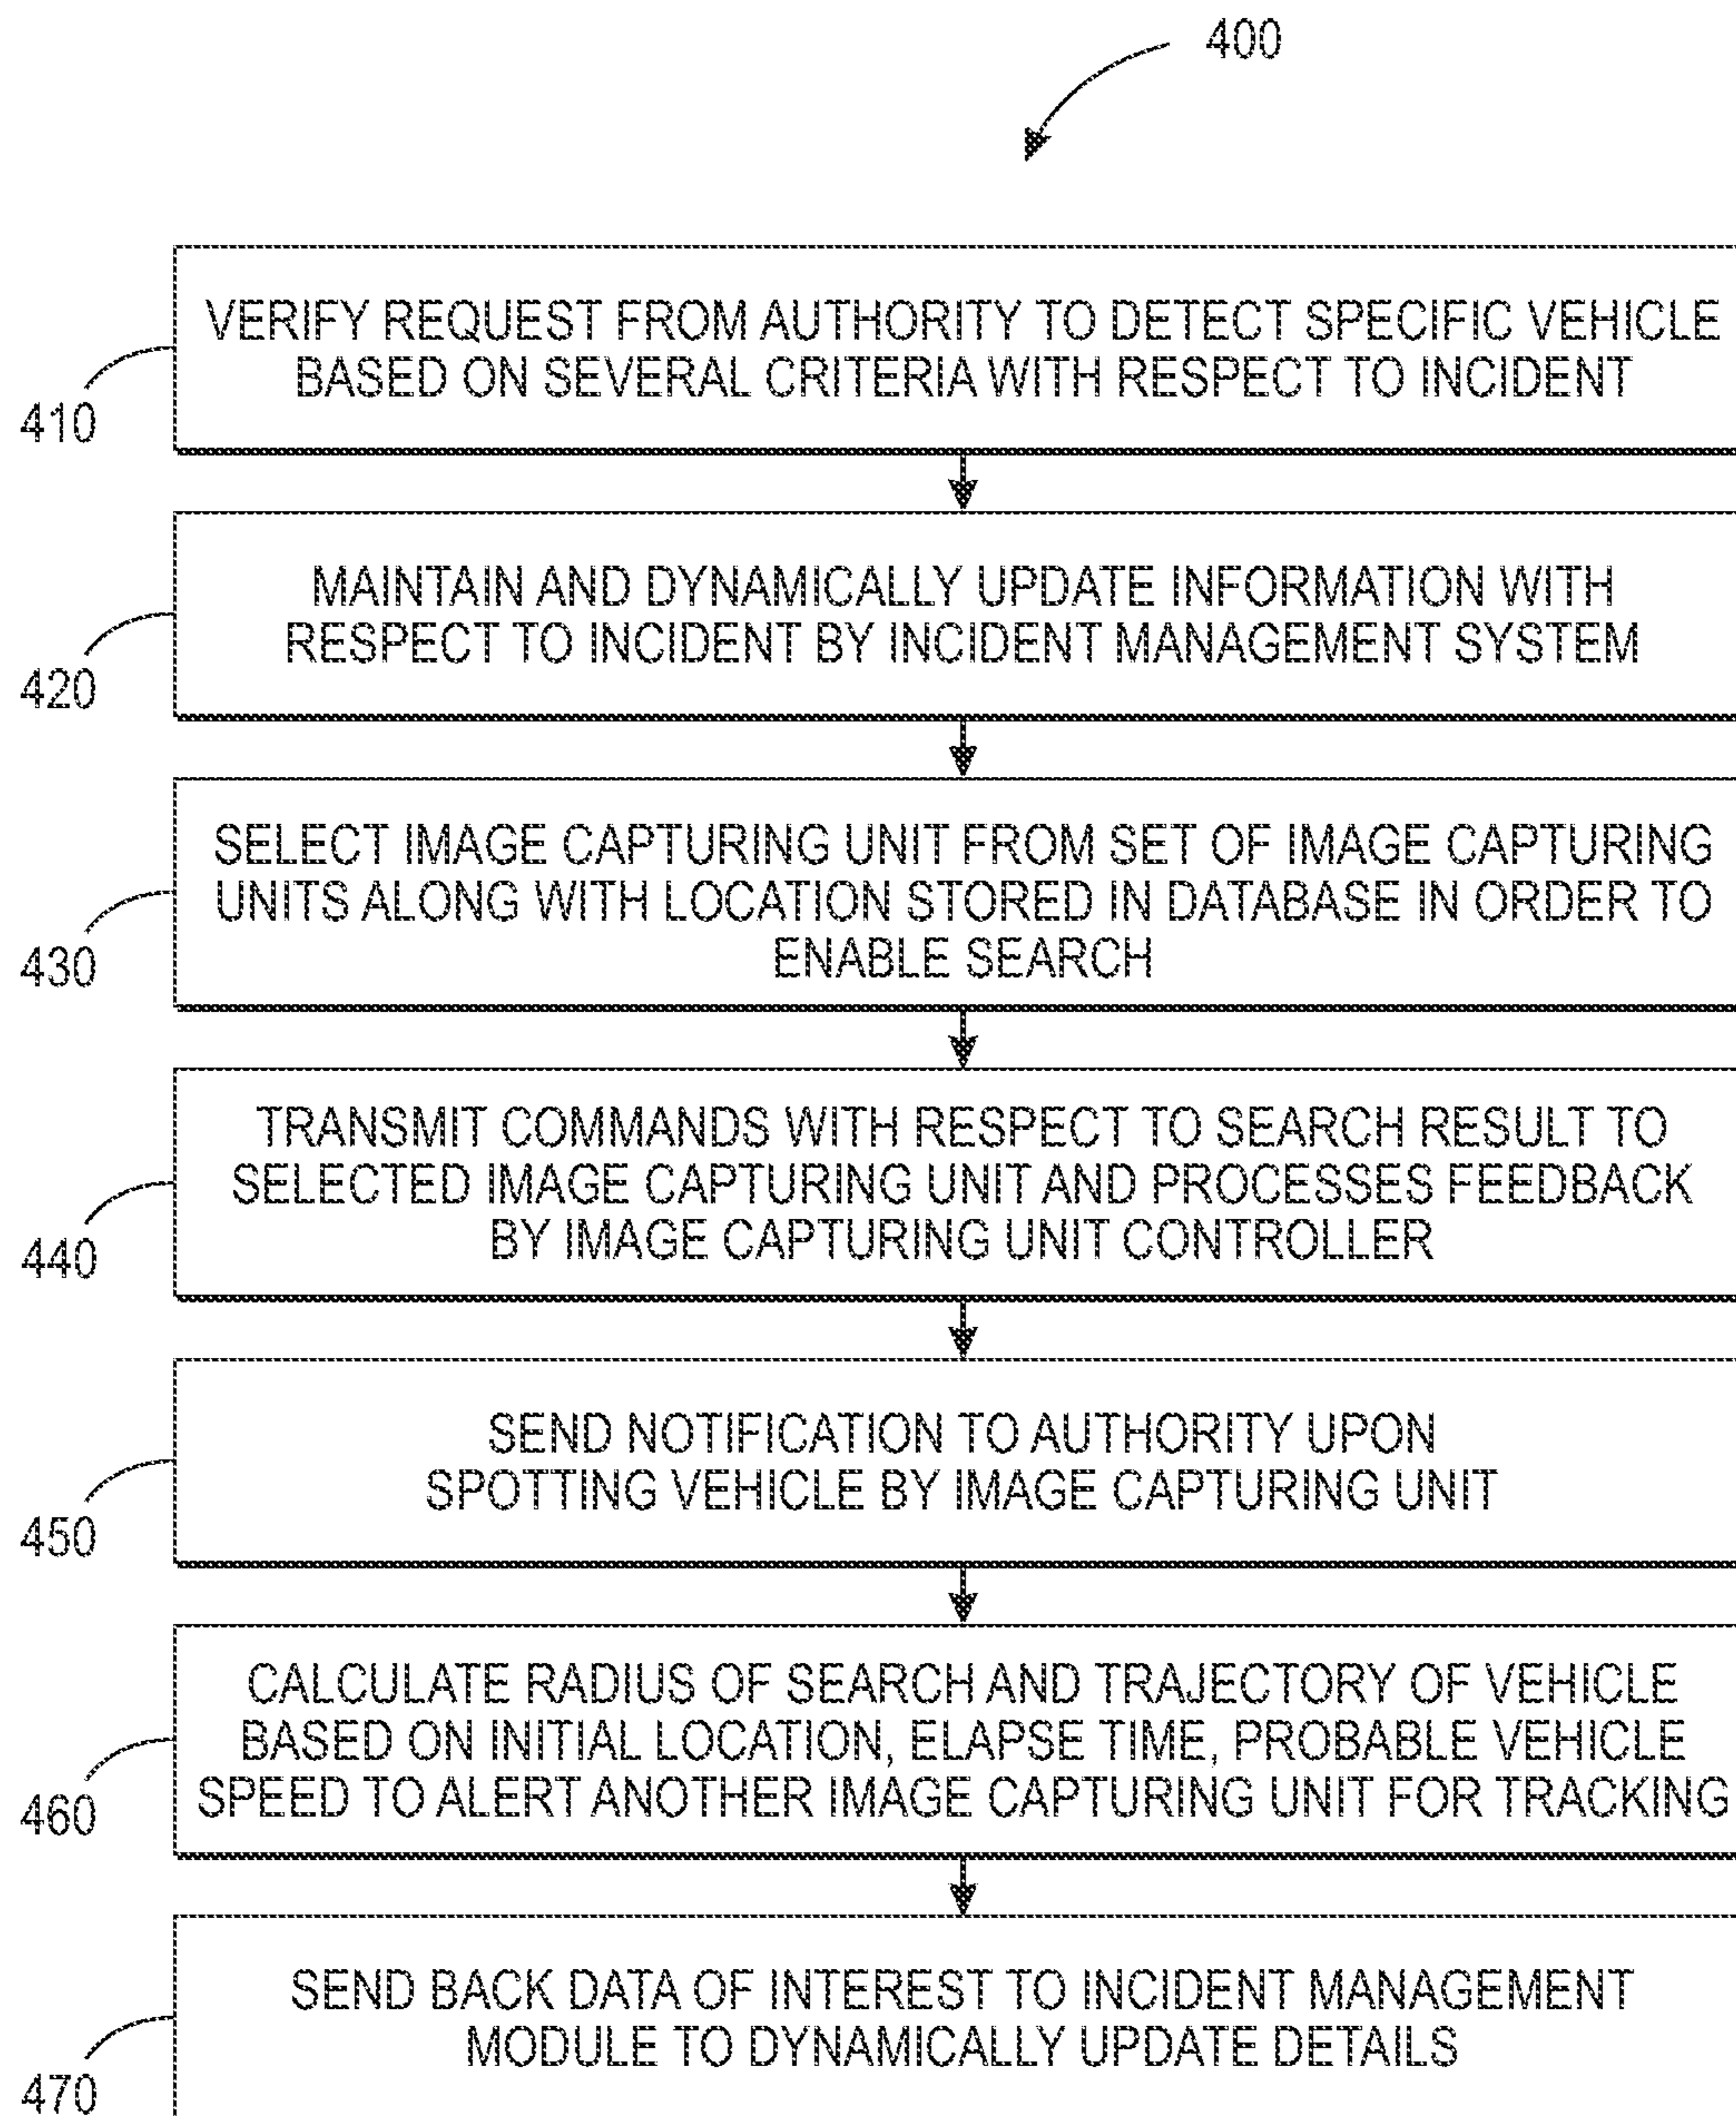 400
VERIFY REQUEST FROM AUTHORITY TO DETECT SPECIFIC VEHICLE
BASED ON SEVERAL CRITERIA WITH RESPECT TO INCIDENT
410
MAINTAIN AND DYNAMICALLY UPDATE INFORMATION WITH
RESPECT TO INCIDENT BY INCIDENT MANAGEMENT SYSTEM
420
SELECT IMAGE CAPTURING UNIT FROM SET OF IMAGE CAPTURING
UNITS ALONG WITH LOCATION STORED IN DATABASE IN ORDER TO
ENABLE SEARCH
430
TRANSMIT COMMANDS WITH RESPECT TO SEARCH RESULT TO
SELECTED IMAGE CAPTURING UNIT AND PROCESSES FEEDBACK
BY IMAGE CAPTURING UNIT CONTROLLER
440
SEND NOTIFICATION TO AUTHORITY UPON
SPOTTING VEHICLE BY IMAGE CAPTURING UNIT
450
CALCULATE RADIUS OF SEARCH AND TRAJECTORY OF VEHICLE
BASED ON INITIAL LOCATION, ELAPSE TIME, PROBABLE VEHICLE
SPEED TO ALERT ANOTHER IMAGE CAPTURING UNIT FOR TRACKING
460
SEND BACK DATA OF INTEREST TO INCIDENT MANAGEMENT
MODULE TO DYNAMICALLY UPDATE DETAILS
470